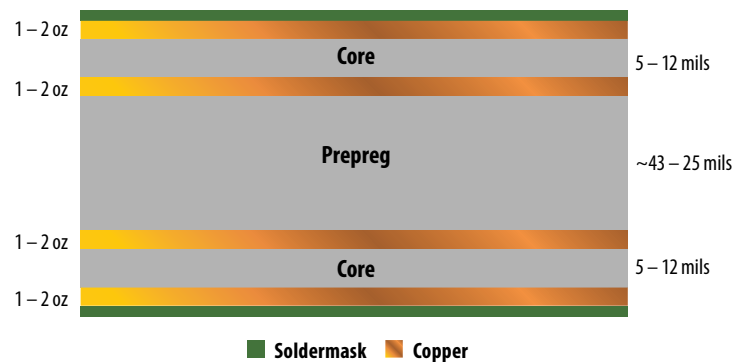 1 – 2 oz
Core
5 – 12 mils
1 – 2 oz
Prepreg
~43 – 25 mils
1 – 2 oz
Core
5 – 12 mils
1 – 2 oz
Soldermask Copper